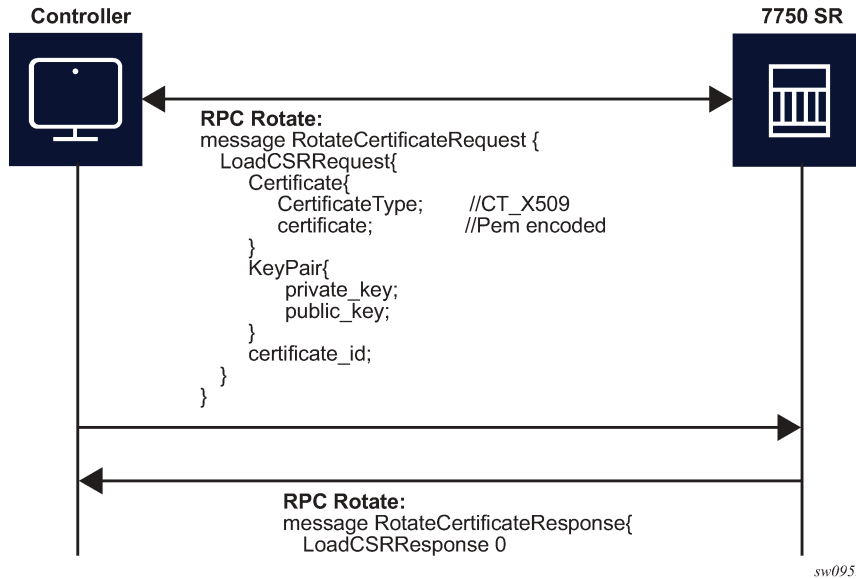 Controller
7750 SR
RPC Rotate:
message RotateCertificateRequest {
LoadCSRRequest{
Certificate{
CertificateType; //CT_X509
certificate; //Pem encoded
}
KeyPair{
private_key;
public_key;
}
certificate_id;
}
}
RPC Rotate:
message RotateCertificateResponse{
LoadCSRResponse 0
sw095